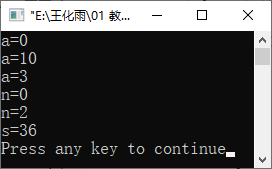 "E:\王化雨\01 教...
a=0
a=10
a=3
n=0
n=2
s=36
Press any key to continue